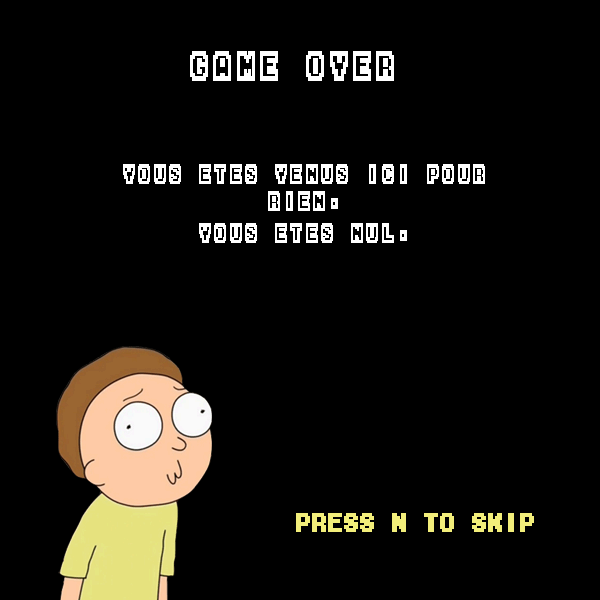 GAME OVER
VOUS ETES VENUS ICI POUR
RIEN.
VOUS ETES NUL.
PRESS N TO SKIP